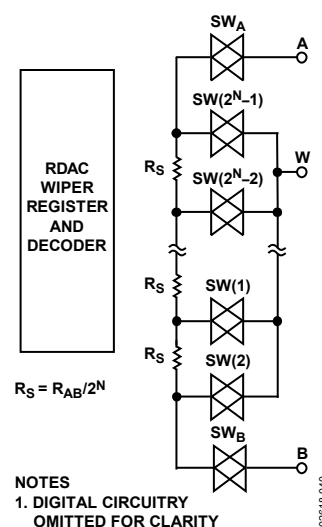 SWA
A
SW(2N–1)
RDAC
WIPER
REGISTER
AND
DECODER
RS
W
SW(2N–2)
RS
SW(1)
RS
SW(2)
RS = RAB/2N
SWB
B
NOTES
1. DIGITAL CIRCUITRY
OMITTED FOR CLARITY